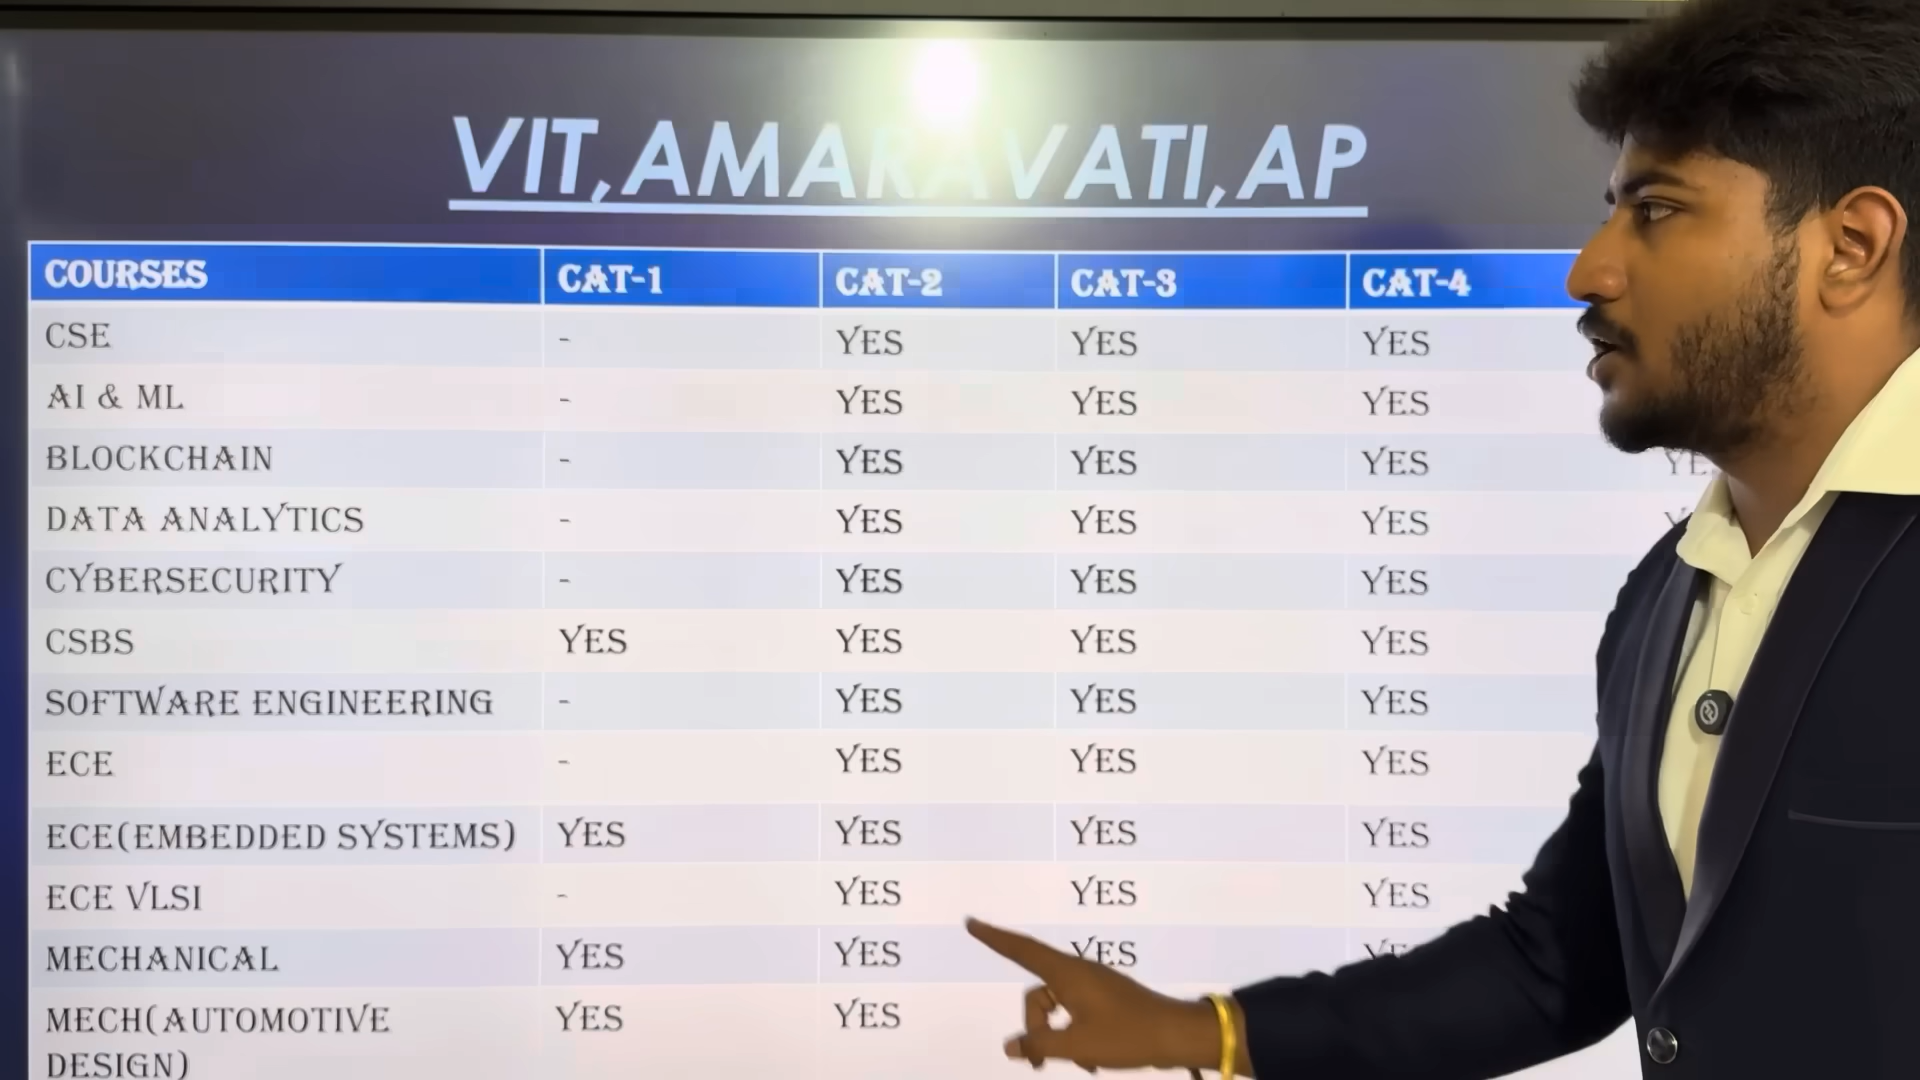 VIT,AMARAVATI,AP
COURSES CAT-1 CAT-2 CAT-3 CAT-4
CSE - YES YES YES
AI & ML - YES YES YES
BLOCKCHAIN - YES YES YES
DATA ANALYTICS - YES YES YES
CYBERSECURITY - YES YES YES
CSBS YES YES YES YES
SOFTWARE ENGINEERING - YES YES YES
ECE - YES YES YES
ECE(EMBEDDED SYSTEMS) YES YES YES YES
ECE VLSI - YES YES YES
MECHANICAL YES YES YES
MECH(AUTOMOTIVE YES YES
DESIGN)